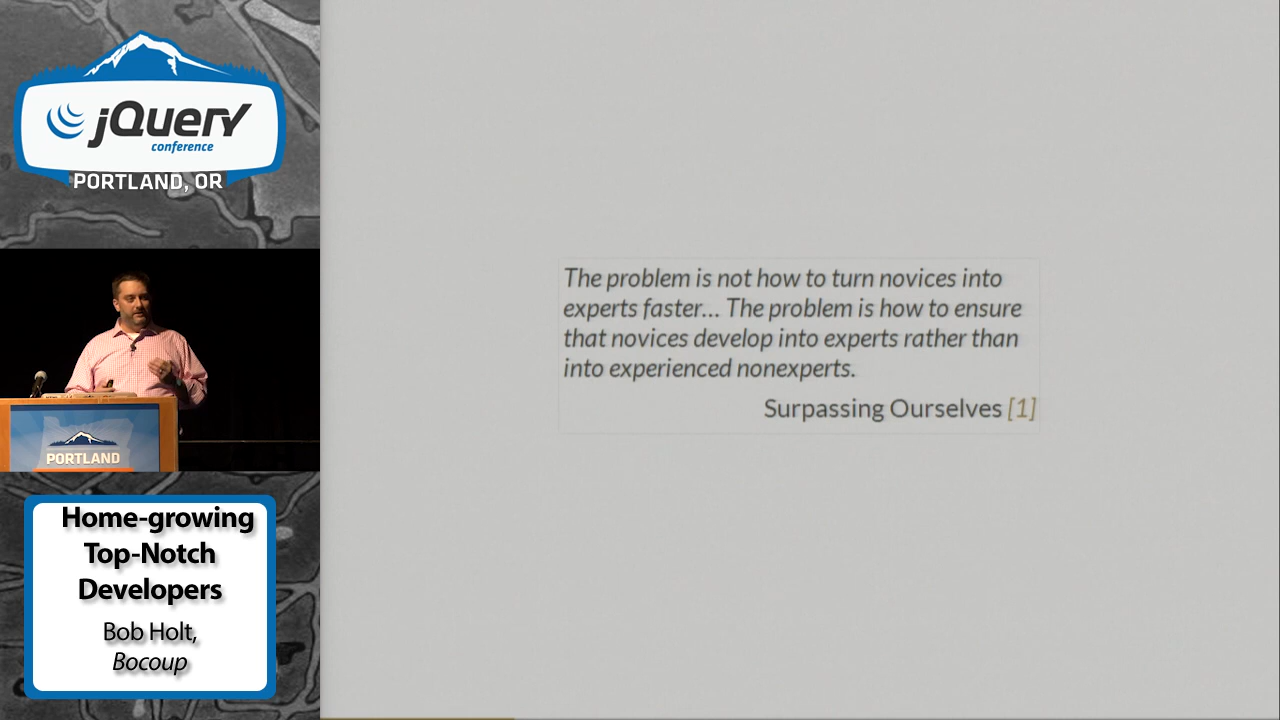 jQuery
conference
PORTLAND, OR
PORTLAND
Home-growing
Top-Notch
Developers
Bob Holt,
Bocoup
The problem is not how to turn novices into
experts faster... The problem is how to ensure
that novices develop into experts rather than
into experienced nonexperts.
Surpassing Ourselves [1]